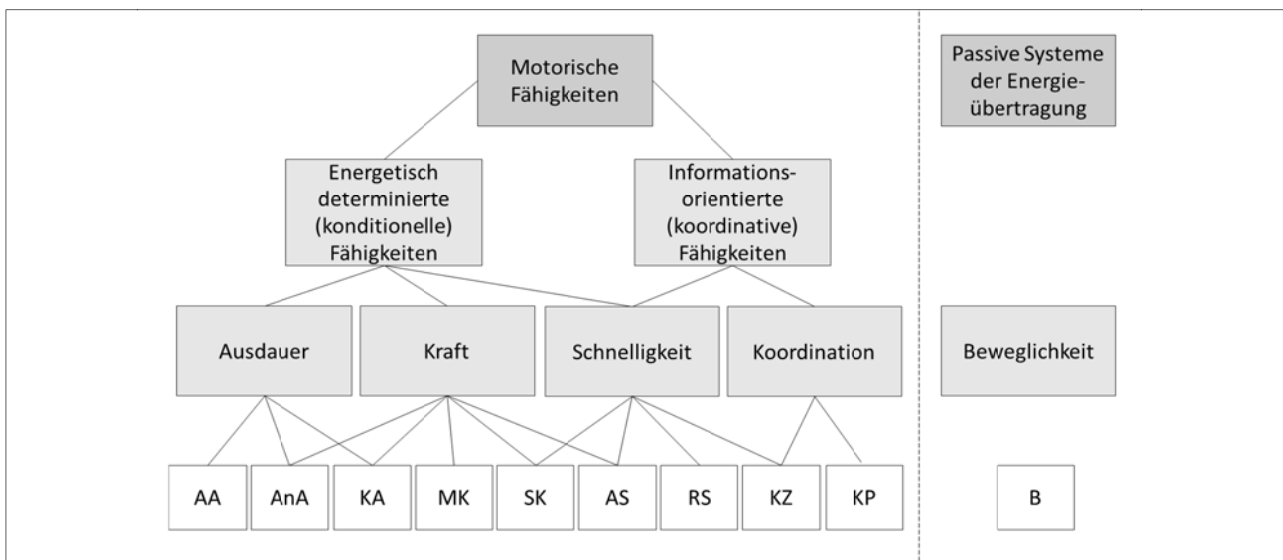 Motorische
Fähigkeiten
Passive Systeme
der Energie-
übertragung
Energetisch
determinierte
(konditionelle)
Fähigkeiten
Informations-
orientierte
(koordinative)
Fähigkeiten
Ausdauer
Kraft
Schnelligkeit
Koordination
Beweglichkeit
AA
AnA
KA
MK
SK
AS
RS
KZ
KP
B